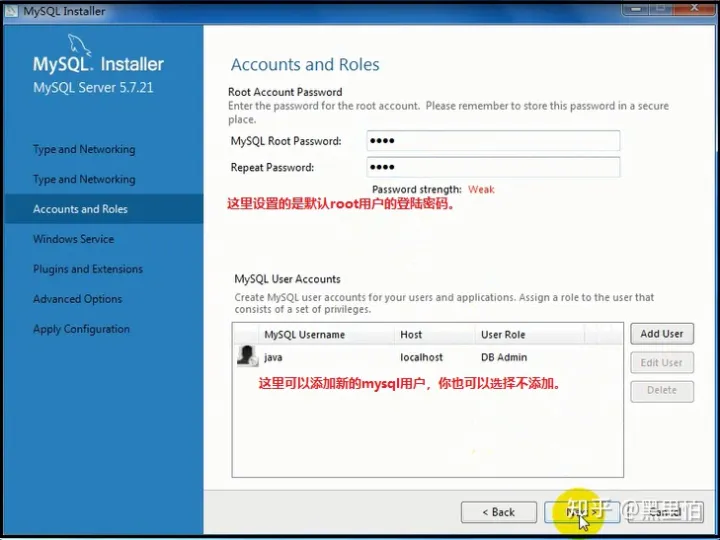 MySQL Installer
MySQL. Installer
MySQL Server 5.7.21
Type and Networking
Type and Networking
Accounts and Roles
Windows Service
Plugins and Extensions
Advanced Options
Apply Configuration
Accounts and Roles
Root Account Password
Enter the password for the root account. Please remember to store this password in a secure
place.
MySQL Root Password:
Repeat Password:
Password strength: Weak
这里设置的是默认root用户的登陆密码。
MySQL User Accounts
Create MySQL user accounts for your users and applications. Assign a role to the user that
consists of a set of privileges.
MySQL Username Host User Role
java localhost DB Admin
这里可以添加新的mysql用户，你也可以选择不添加。
Add User
Edit User
Delete
< Back
知乎 @黑里伯